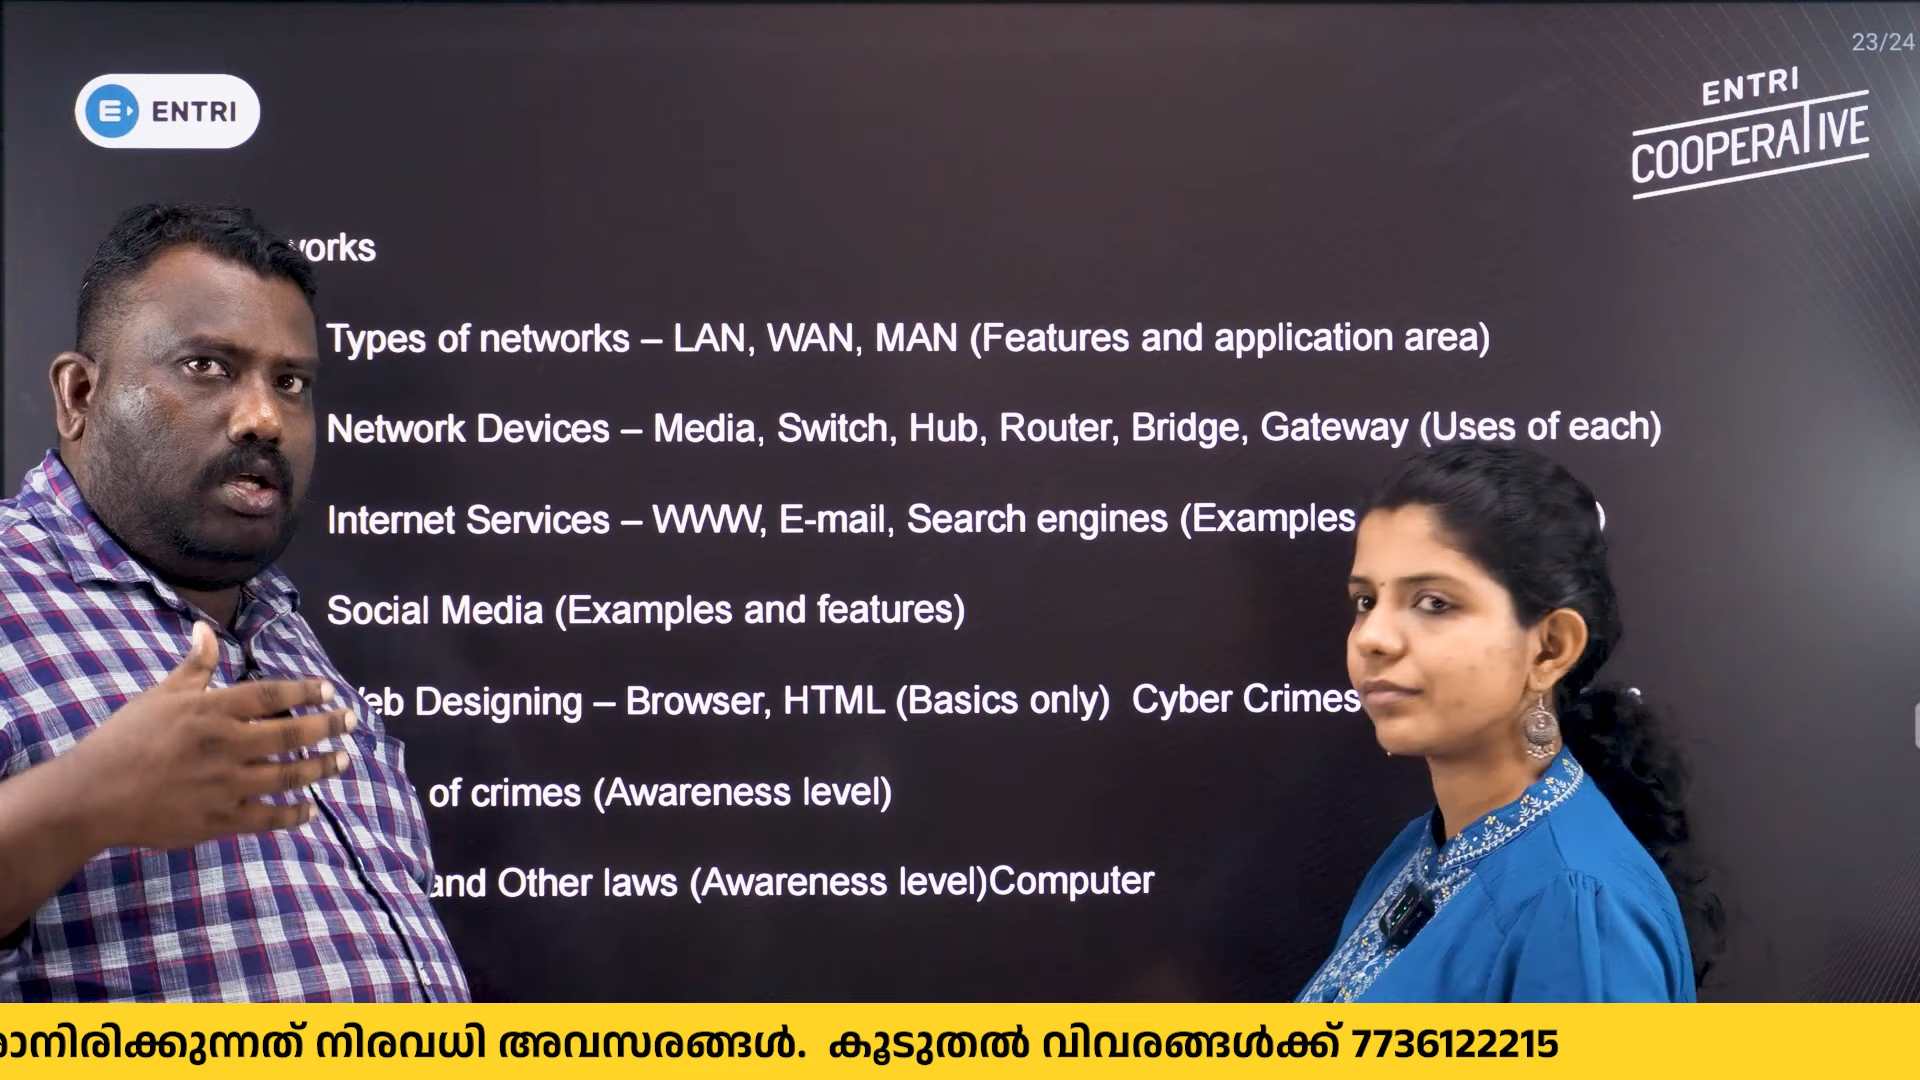 23/24
ENTRI
ENTRI
COOPERATIVE
Types of networks – LAN, WAN, MAN (Features and application area)
Network Devices – Media, Switch, Hub, Router, Bridge, Gateway (Uses of each)
Internet Services – WWW, E-mail, Search engines (Examples
Social Media (Examples and features)
Designing – Browser, HTML (Basics only) Cyber Crimes
of crimes (Awareness level)
and Other laws (Awareness level)Computer
നിരവധി അവസരങ്ങൾ. കൂടുതൽ വിവരങ്ങൾക്ക് 7736122215